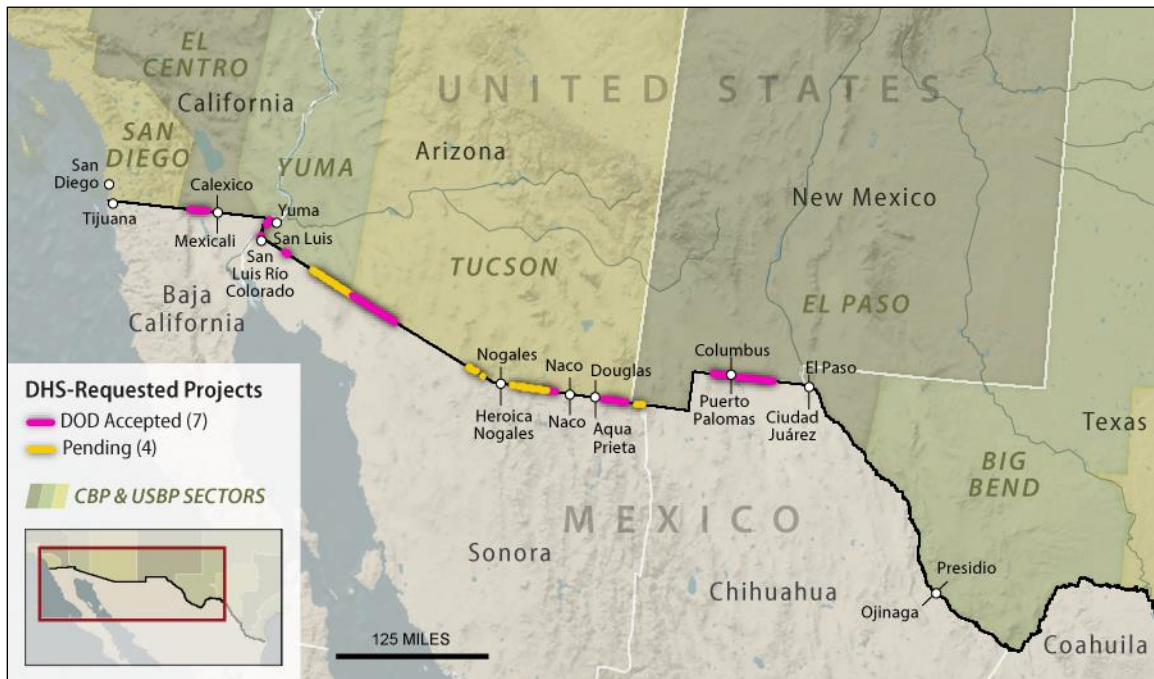 EL
CENTRO
California
UNITED STATES
SAN
DIEGO
YUMA
Arizona
San
Diego
Calexico
New Mexico
Tijuana
Mexicali
Yuma
San Luis
San
Luis Río
Colorado
TUCSON
Baja
California
EL PASO
Nogales
Naco
Douglas
Columbus
El Paso
Heroica
Nogales
Naco
Aqua
Prieta
Puerto
Palomas
Ciudad
Juárez
Texas
BIG
BEND
MEXICO
Sonora
Chihuahua
Presidio
Ojinaga
Coahuila
DHS-Requested Projects
DOD Accepted (7)
Pending (4)
CBP & USBP SECTORS
125 MILES